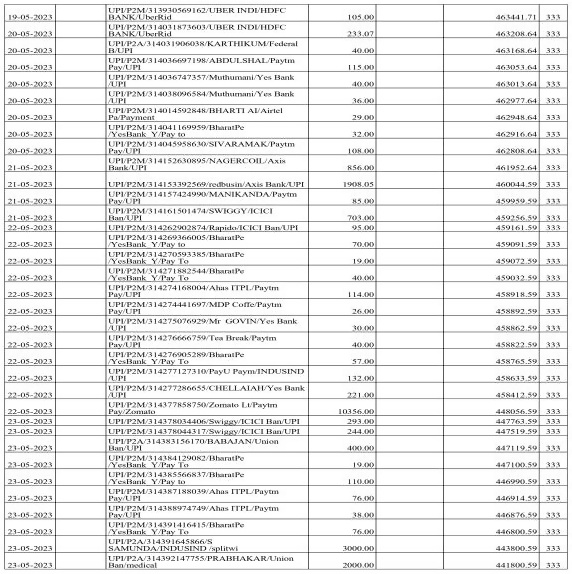 UPI/P2M/313930569162/UBER INDI/HDFC
19-05-2023 BANK/UberRid 105.00 463441.71 333
UPI/P2M/314031873603/UBER INDI/HDFC
20-05-2023 BANK/UberRid 233.07 463208.64 333
UPI/P2A/314031906038/KARTHIKUM/Federal
20-05-2023 B/UPI 40.00 463168.64 333
UPI/P2M/314036697198/ABDULSHAL/Paytm
20-05-2023 Pay/UPI 115.00 463053.64 333
UPI/P2M/314036747357/Muthumani/Yes Bank
20-05-2023 /UPI 40.00 463013.64 333
UPI/P2M/314038096584/Muthumani/Yes Bank
20-05-2023 /UPI 36.00 462977.64 333
UPI/P2M/314014592848/BHARTI AI/Airtel
20-05-2023 Pa/Payment 29.00 462948.64 333
UPI/P2M/314041169959/BharatPe
20-05-2023 /YesBank_Y/Pay to 32.00 462916.64 333
UPI/P2M/314045958630/SIVARAMAK/Paytm
20-05-2023 Pay/UPI 108.00 462808.64 333
UPI/P2M/314152630895/NAGERCOIL/Axis
21-05-2023 Bank/UPI 856.00 461952.64 333
21-05-2023 UPI/P2M/314153392569/redbusin/Axis Bank/UPI 1908.05 460044.59 333
UPI/P2M/314157424990/MANIKANDA/Paytm
21-05-2023 Pay/UPI 85.00 459959.59 333
UPI/P2M/314161501474/SWIGGY/ICICI
21-05-2023 Ban/UPI 703.00 459256.59 333
22-05-2023 UPI/P2M/314262902874/Rapido/ICICI Ban/UPI 95.00 459161.59 333
UPI/P2M/314269366005/BharatPe
22-05-2023 /YesBank_Y/Pay to 70.00 459091.59 333
UPI/P2M/314270593385/BharatPe
22-05-2023 /YesBank_Y/Pay To 19.00 459072.59 333
UPI/P2M/314271882544/BharatPe
22-05-2023 /YesBank_Y/Pay To 40.00 459032.59 333
UPI/P2M/314274168004/Ahas ITPL/Paytm
22-05-2023 Pay/UPI 114.00 458918.59 333
UPI/P2M/314274441697/MDP Coffe/Paytm
22-05-2023 Pay/UPI 26.00 458892.59 333
UPI/P2M/314275076929/Mr GOVIN/Yes Bank
22-05-2023 /UPI 30.00 458862.59 333
UPI/P2M/314276666759/Tea Break/Paytm
22-05-2023 Pay/UPI 40.00 458822.59 333
UPI/P2M/314276905289/BharatPe
22-05-2023 /YesBank_Y/Pay To 57.00 458765.59 333
UPI/P2M/314277127310/PayU Paym/INDUSIND
22-05-2023 /UPI 132.00 458633.59 333
UPI/P2M/314277286655/CHELLAIAH/Yes Bank
22-05-2023 /UPI 221.00 458412.59 333
UPI/P2M/314377858750/Zomato Lt/Paytm
22-05-2023 Pay/Zomato 10356.00 448056.59 333
23-05-2023 UPI/P2M/314378034406/Swiggy/ICICI Ban/UPI 293.00 447763.59 333
23-05-2023 UPI/P2M/314378044317/Swiggy/ICICI Ban/UPI 244.00 447519.59 333
UPI/P2A/314383156170/BABAJAN/Union
23-05-2023 Ban/UPI 400.00 447119.59 333
UPI/P2M/314384129082/BharatPe
23-05-2023 /YesBank_Y/Pay To 19.00 447100.59 333
UPI/P2M/314385566837/BharatPe
23-05-2023 /YesBank_Y/Pay to 110.00 446990.59 333
UPI/P2M/314387188039/Ahas ITPL/Paytm
23-05-2023 Pay/UPI 76.00 446914.59 333
UPI/P2M/314388974749/Ahas ITPL/Paytm
23-05-2023 Pay/UPI 38.00 446876.59 333
UPI/P2M/314391416415/BharatPe
23-05-2023 /YesBank_Y/Pay To 76.00 446800.59 333
UPI/P2A/314391645866/S
23-05-2023 SAMUNDA/INDUSIND /splitwi 3000.00 443800.59 333
UPI/P2A/314392147755/PRABHAKAR/Union
23-05-2023 Ban/medical 2000.00 441800.59 333